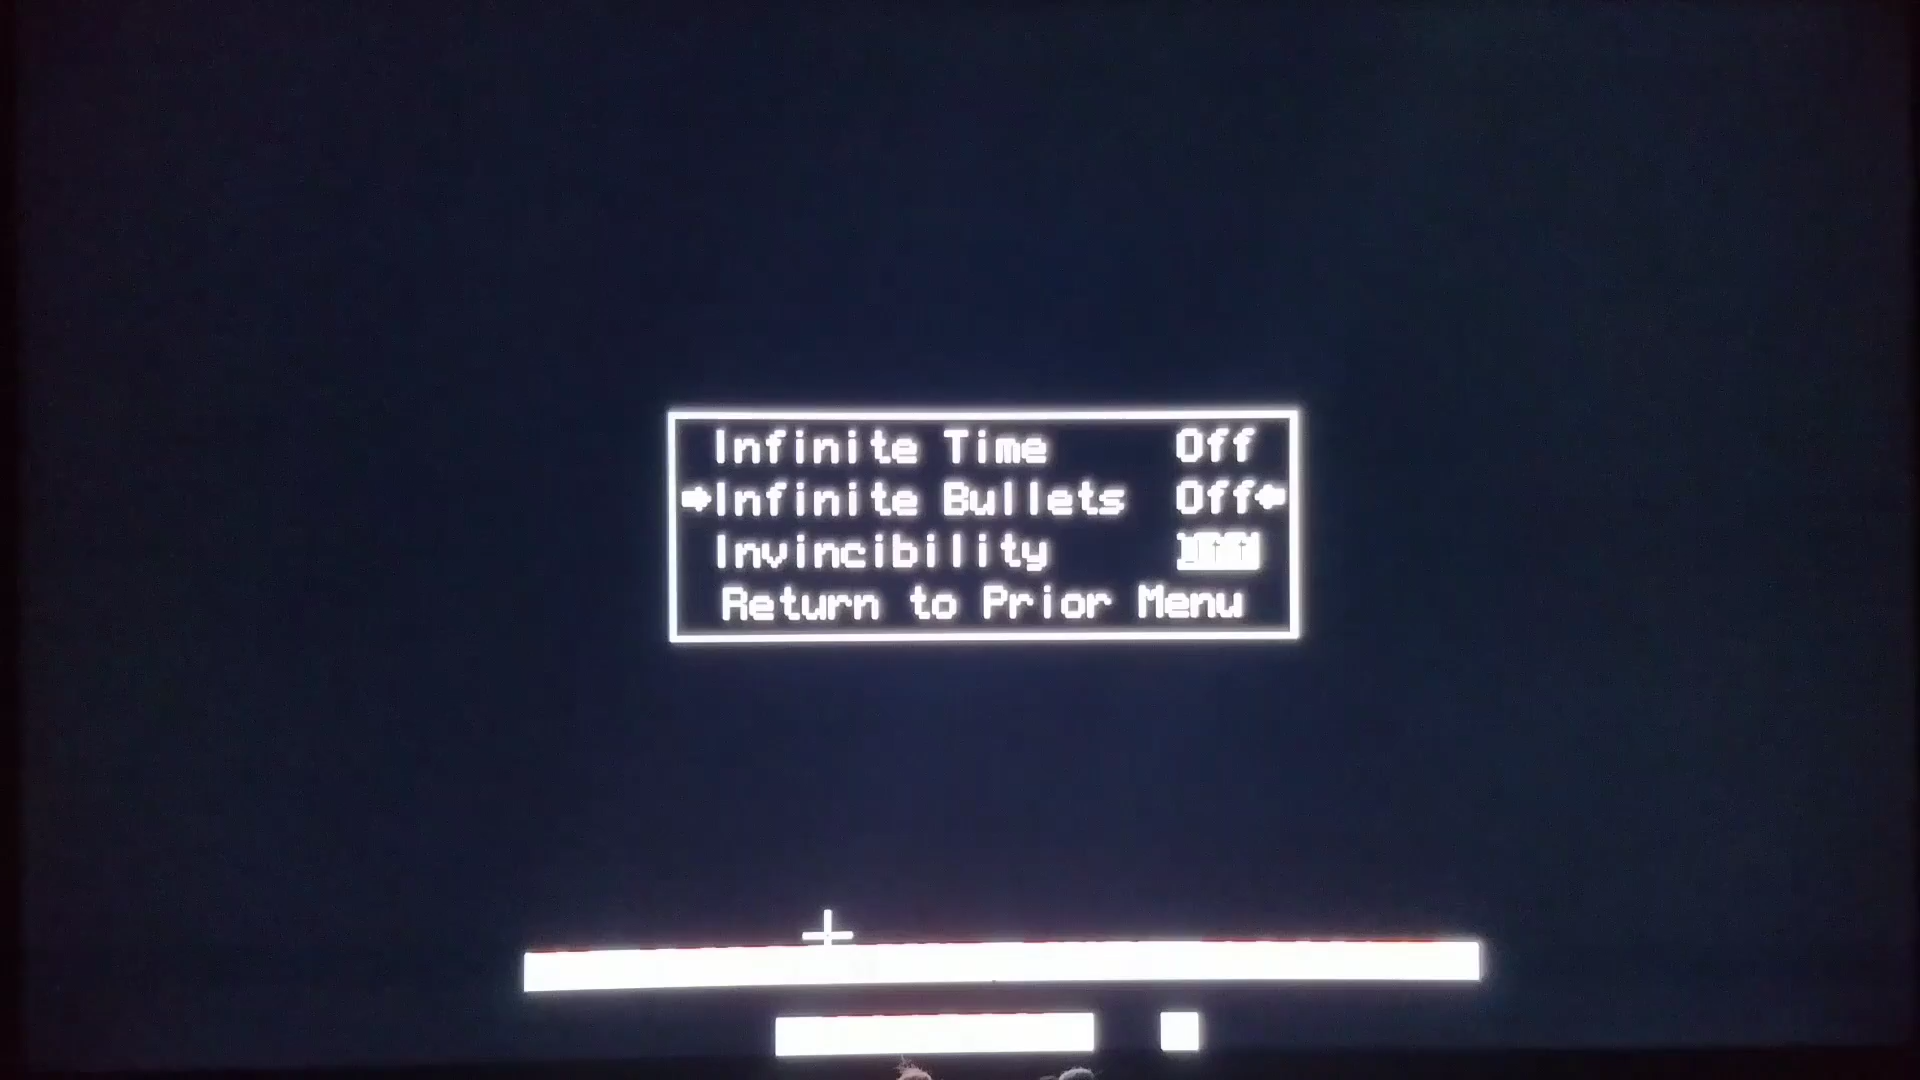 Infinite Time Off
Infinite Bullets Off
Invincibility
Return to Prior Menu